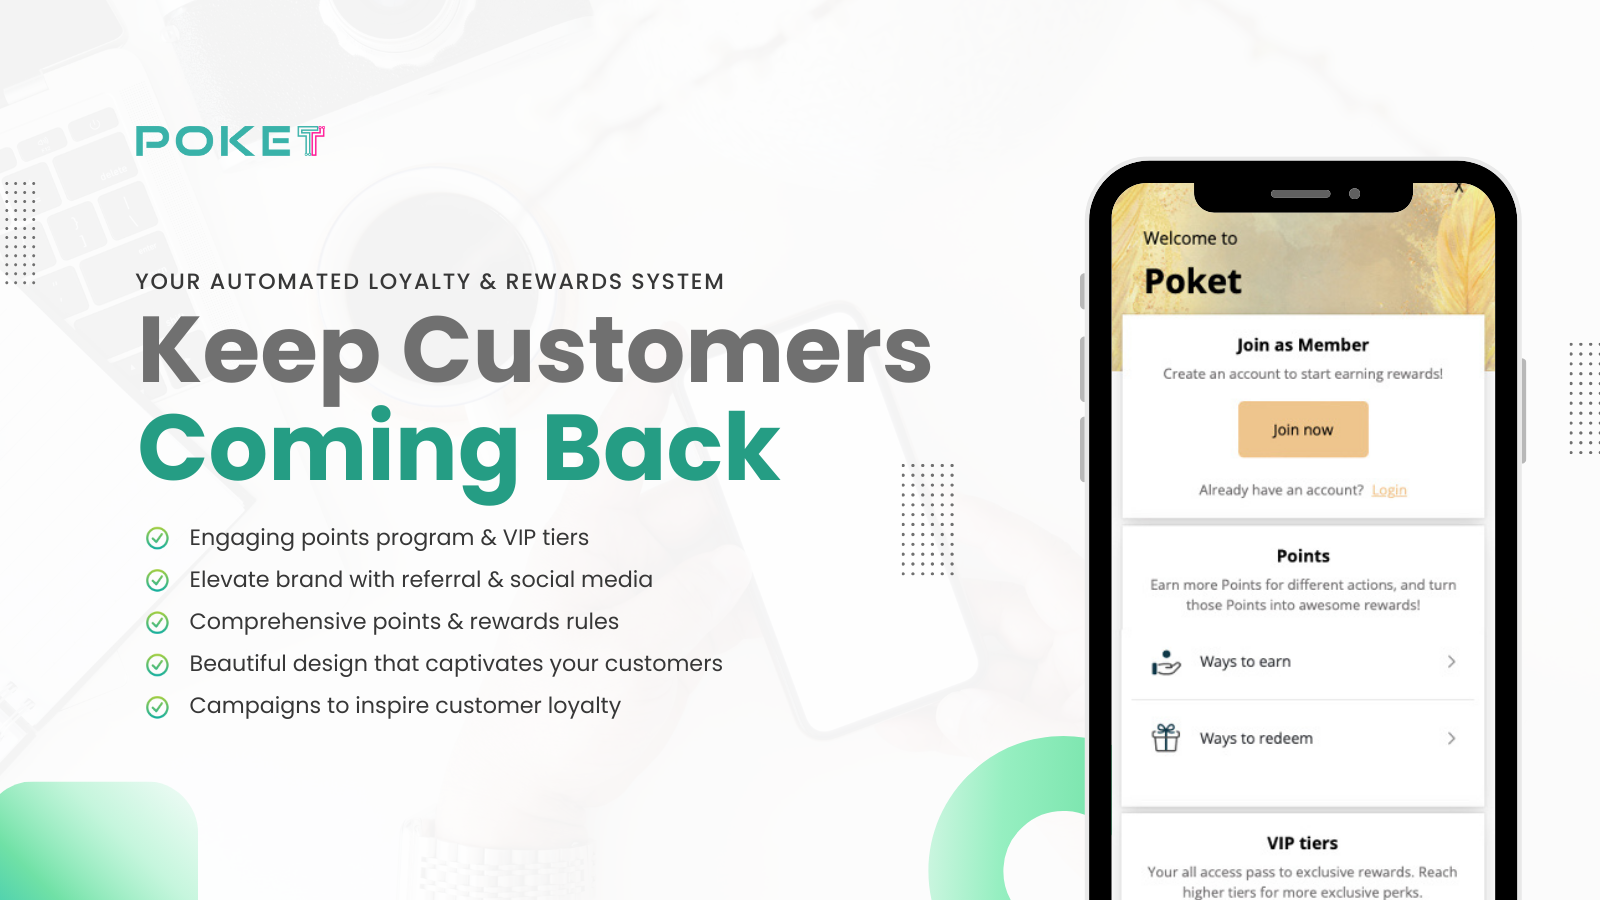 POKET
YOUR AUTOMATED LOYALTY & REWARDS SYSTEM
Keep Customers
Coming Back
Engaging points program & VIP tiers
Elevate brand with referral & social media
Comprehensive points & rewards rules
Beautiful design that captivates your customers
Campaigns to inspire customer loyalty
X
Welcome to
Poket
Join as Member
Create an account to start earning rewards!
Join now
Already have an account? Login
Points
Earn more Points for different actions, and turn
those Points into awesome rewards!
Ways to earn
Ways to redeem
VIP tiers
Your all access pass to exclusive rewards. Reach
higher tiers for more exclusive perks.